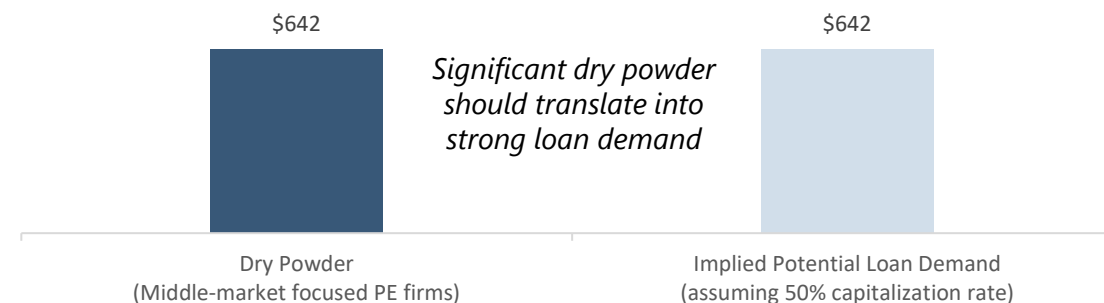 $642
$642
Significant dry powder
should translate into
strong loan demand
Dry Powder
(Middle-market focused PE firms)
Implied Potential Loan Demand
(assuming 50% capitalization rate)